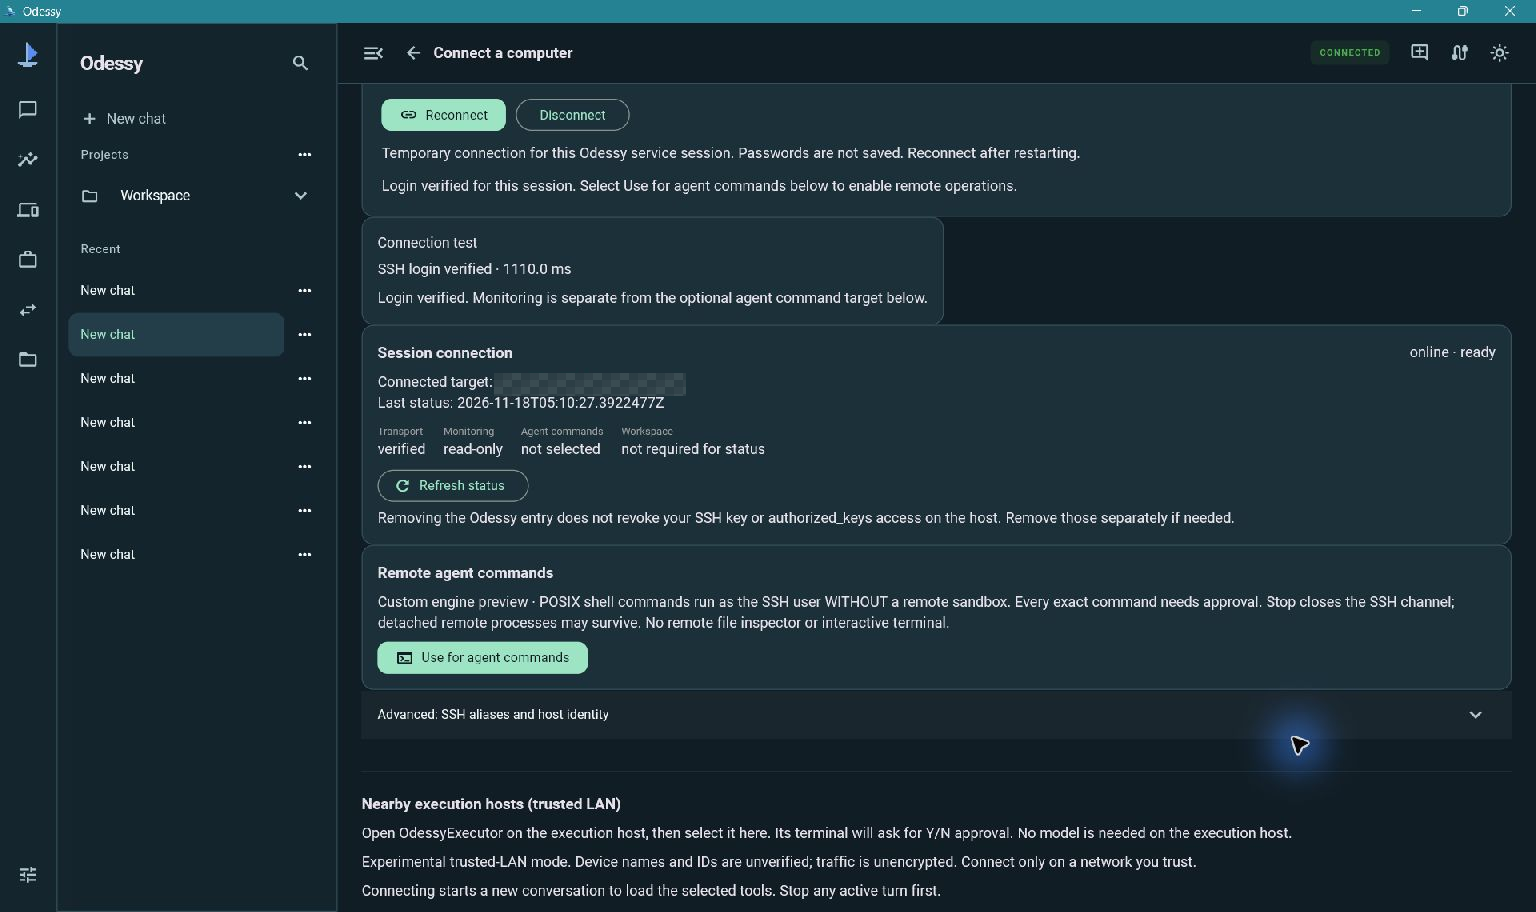 Odessy
Odessy
New chat
Projects
Workspace
Recent
New chat
New chat
New chat
New chat
New chat
New chat
New chat
Connect a computer
CONNECTED
Reconnect
Disconnect
Temporary connection for this Odessy service session. Passwords are not saved. Reconnect after restarting.
Login verified for this session. Select Use for agent commands below to enable remote operations.
Connection test
SSH login verified · 1110.0 ms
Login verified. Monitoring is separate from the optional agent command target below.
Session connection
online · ready
Connected target:
Last status: 2026-11-18T05:10:27.3922477Z
Transport Monitoring Agent commands Workspace
verified read-only not selected not required for status
Refresh status
Removing the Odessy entry does not revoke your SSH key or authorized_keys access on the host. Remove those separately if needed.
Remote agent commands
Custom engine preview · POSIX shell commands run as the SSH user WITHOUT a remote sandbox. Every exact command needs approval. Stop closes the SSH channel;
detached remote processes may survive. No remote file inspector or interactive terminal.
Use for agent commands
Advanced: SSH aliases and host identity
Nearby execution hosts (trusted LAN)
Open OdessyExecutor on the execution host, then select it here. Its terminal will ask for Y/N approval. No model is needed on the execution host.
Experimental trusted-LAN mode. Device names and IDs are unverified; traffic is unencrypted. Connect only on a network you trust.
Connecting starts a new conversation to load the selected tools. Stop any active turn first.